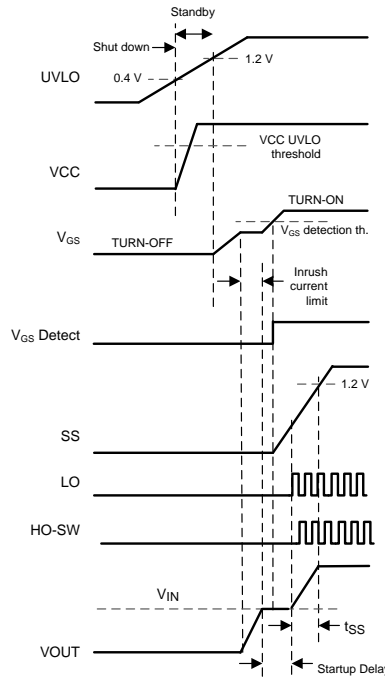 Standby
Shut down
UVLO
0.4 V
1.2 V
VCC
VCC UVLO
threshold
VGS
TURN-OFF
TURN-ON
VGS detection th.
Inrush
current
limit
VGS Detect
SS
1.2 V
LO
HO-SW
VIN
tSS
VOUT
Startup Delay